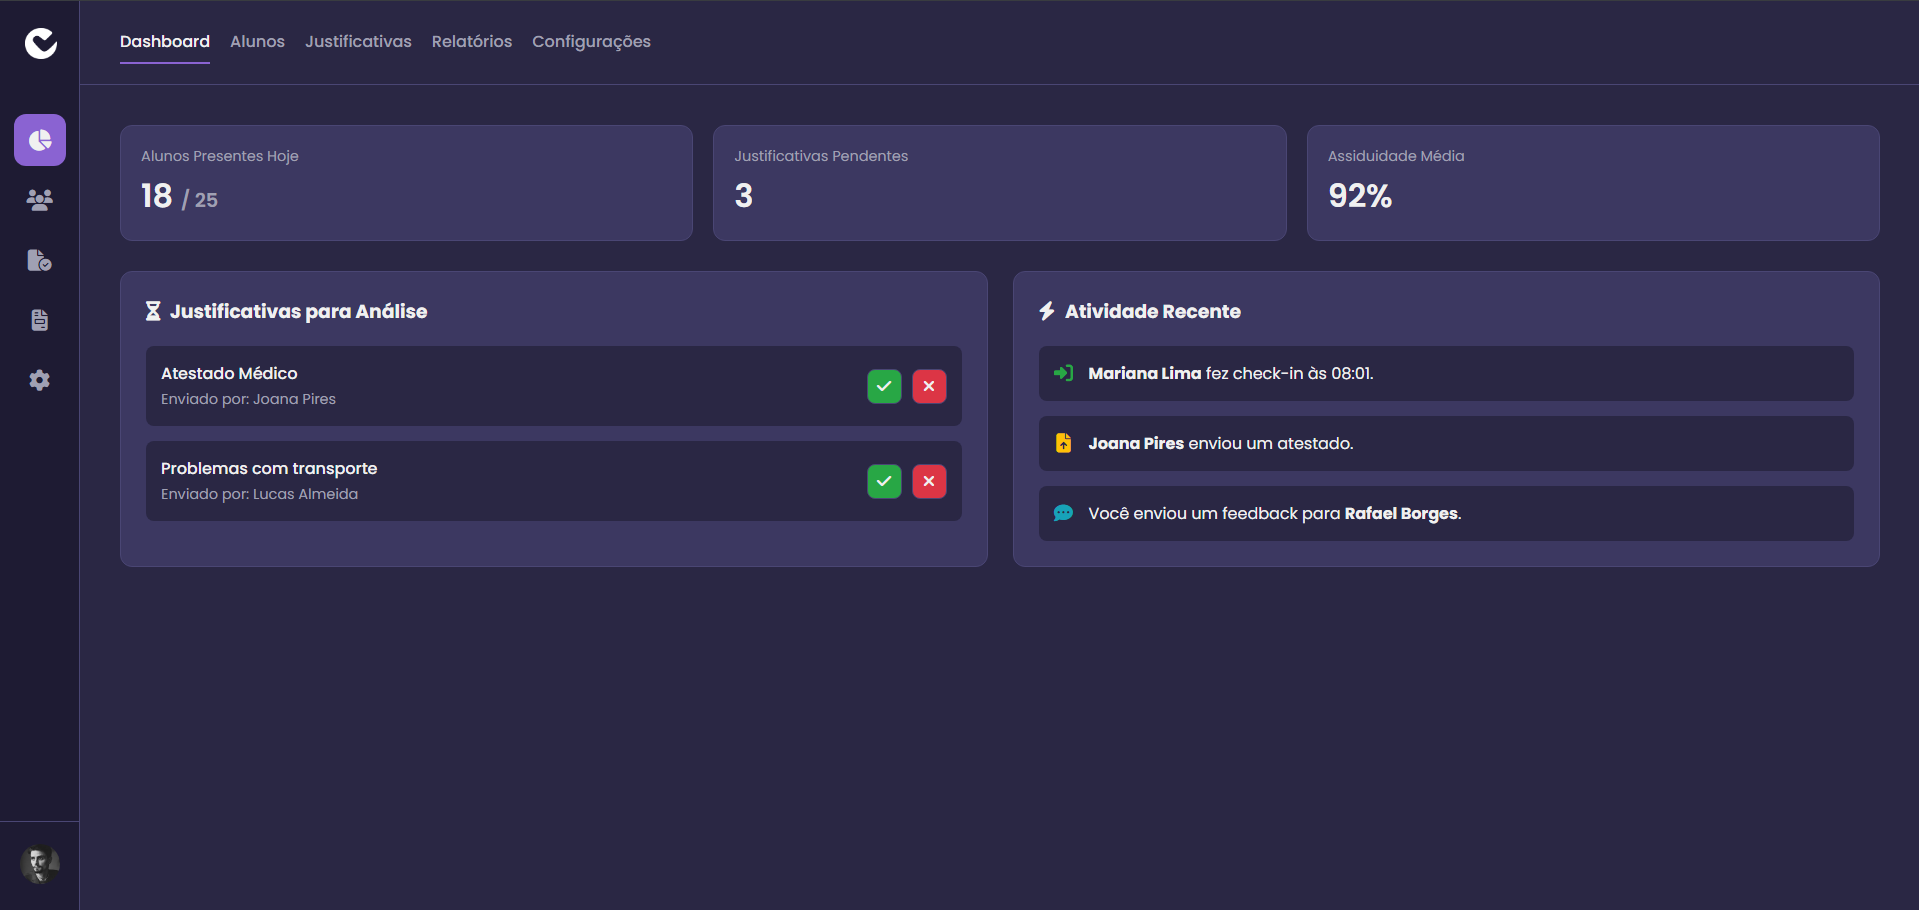 Dashboard Alunos Justificativas Relatórios Configurações
Alunos Presentes Hoje
18 / 25
Justificativas Pendentes
3
Assiduidade Média
92%
Justificativas para Análise
Atestado Médico
Enviado por: Joana Pires
Problemas com transporte
Enviado por: Lucas Almeida
Atividade Recente
Mariana Lima fez check-in às 08:01.
Joana Pires enviou um atestado.
Você enviou um feedback para Rafael Borges.